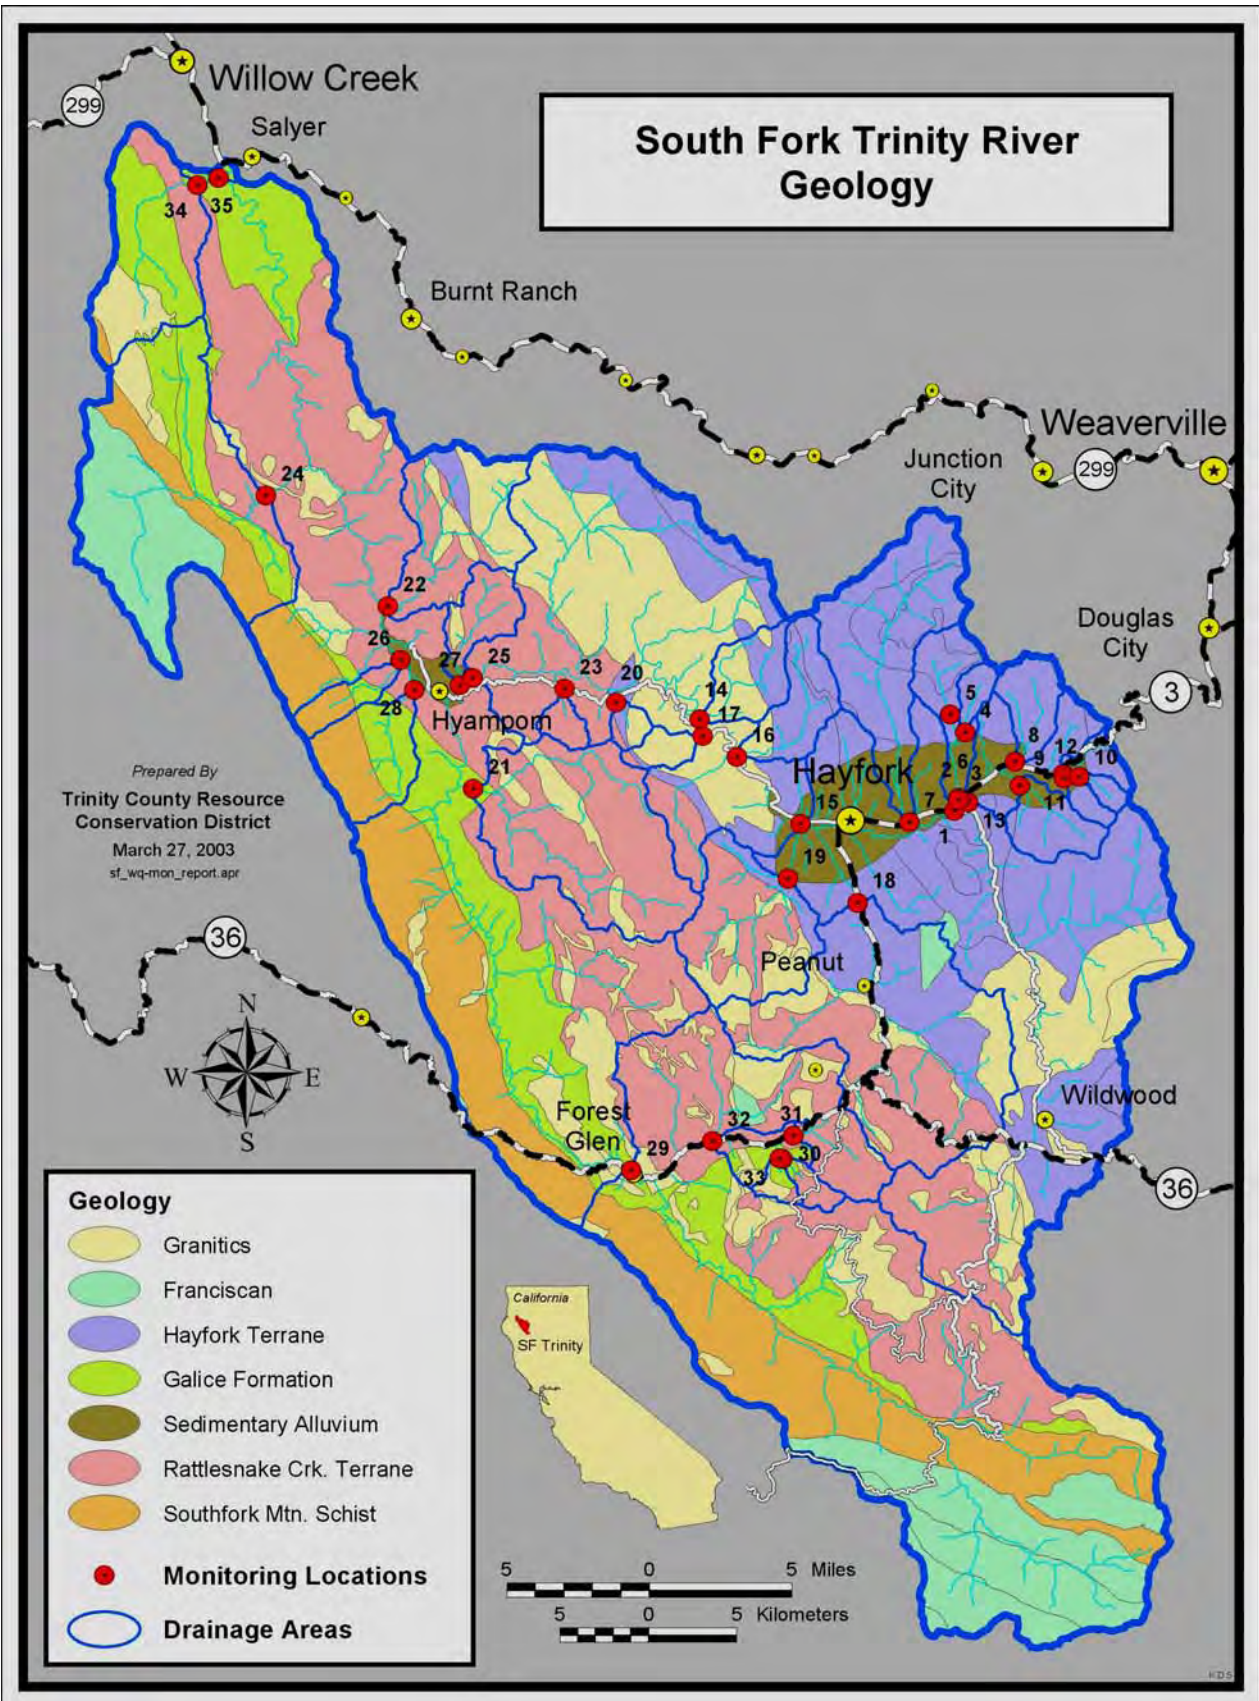 Willow Creek
299
Salyer
South Fork Trinity River
Geology
34
35
Burnt Ranch
Weaverville
Junction
City
299
24
Douglas
City
22
26
27
25
23
20
14
17
16
5
4
8
9
12
10
3
28
Hyampom
21
Hayfork
2
6
3
15
7
1
13
11
19
18
Prepared By
Trinity County Resource
Conservation District
March 27, 2003
sf_wq-mon_report.apr
36
Peanut
N
W
E
S
Forest
Glen
29
32
31
30
33
Wildwood
36
Geology
Granitics
Franciscan
Hayfork Terrane
Galice Formation
Sedimentary Alluvium
Rattlesnake Crk. Terrane
Southfork Mtn. Schist
Monitoring Locations
Drainage Areas
California
SF Trinity
5 0 5 Miles
5 0 5 Kilometers
KDS